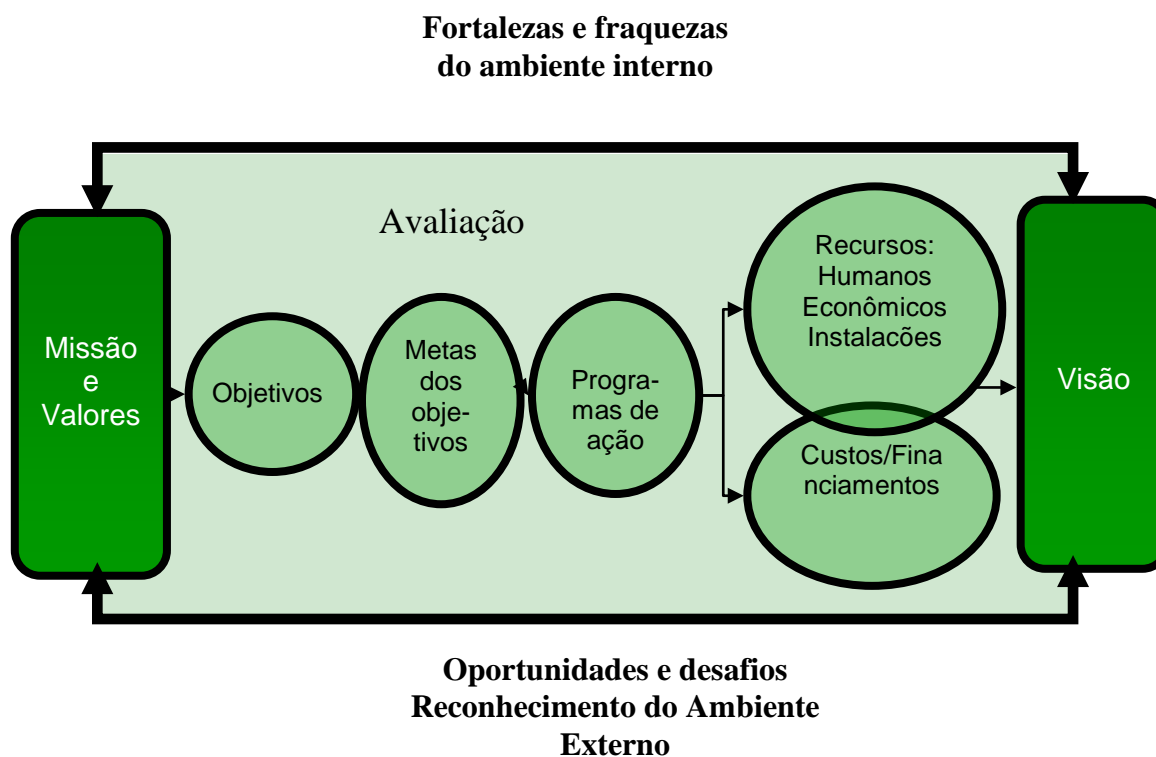 Fortalezas e fraquezas
do ambiente interno
Avaliação
Missão
e
Valores
Objetivos
Metas
dos
obje-
tivos
Progra-
mas de
ação
Recursos:
Humanos
Econômicos
Instalacões
Custos/Fina
nciamentos
Visão
Oportunidades e desafios
Reconhecimento do Ambiente
Externo